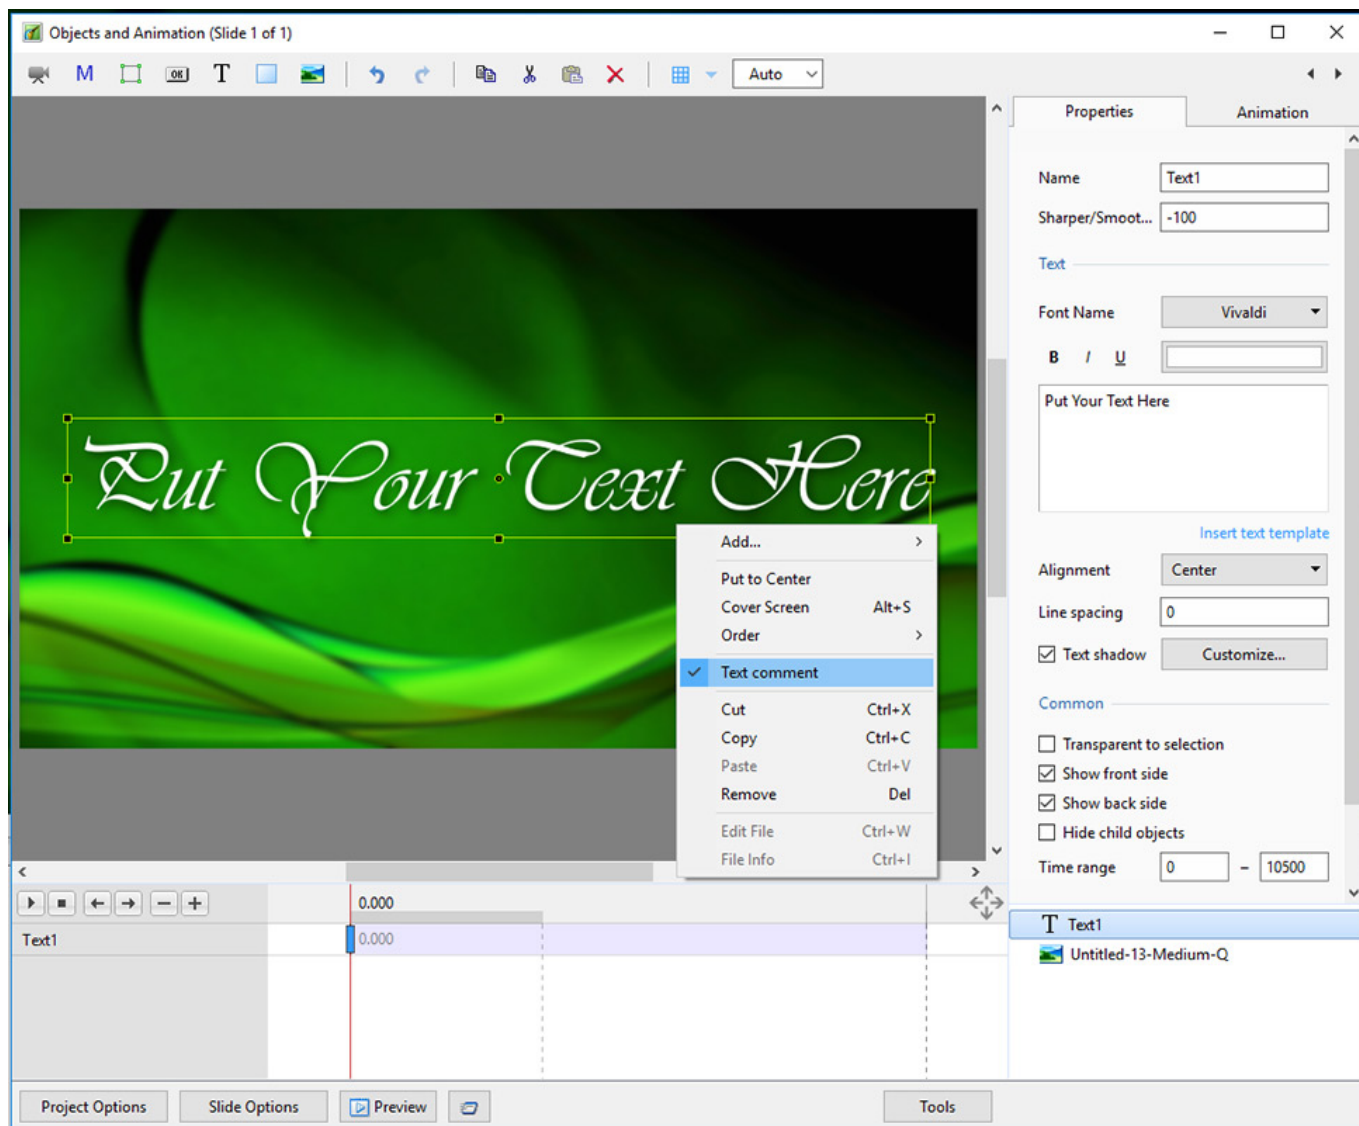 Objects and Animation (Slide 1 of 1)
M OK T Auto
Properties Animation
Name Text1
Sharper/Smoot... -100
Text
Font Name Vivaldi
B I U
Put Your Text Here
Insert text template
Alignment Center
Line spacing 0
Text shadow Customize...
Common
Transparent to selection
Show front side
Show back side
Hide child objects
Time range 0 – 10500
T Text1
Untitled-13-Medium-Q
Put Your Text Here
Add...
Put to Center
Cover Screen Alt+S
Order
Text comment
Cut Ctrl+X
Copy Ctrl+C
Paste Ctrl+V
Remove Del
Edit File Ctrl+W
File Info Ctrl+I
0.000
Text1 0.000
Project Options Slide Options Preview Tools